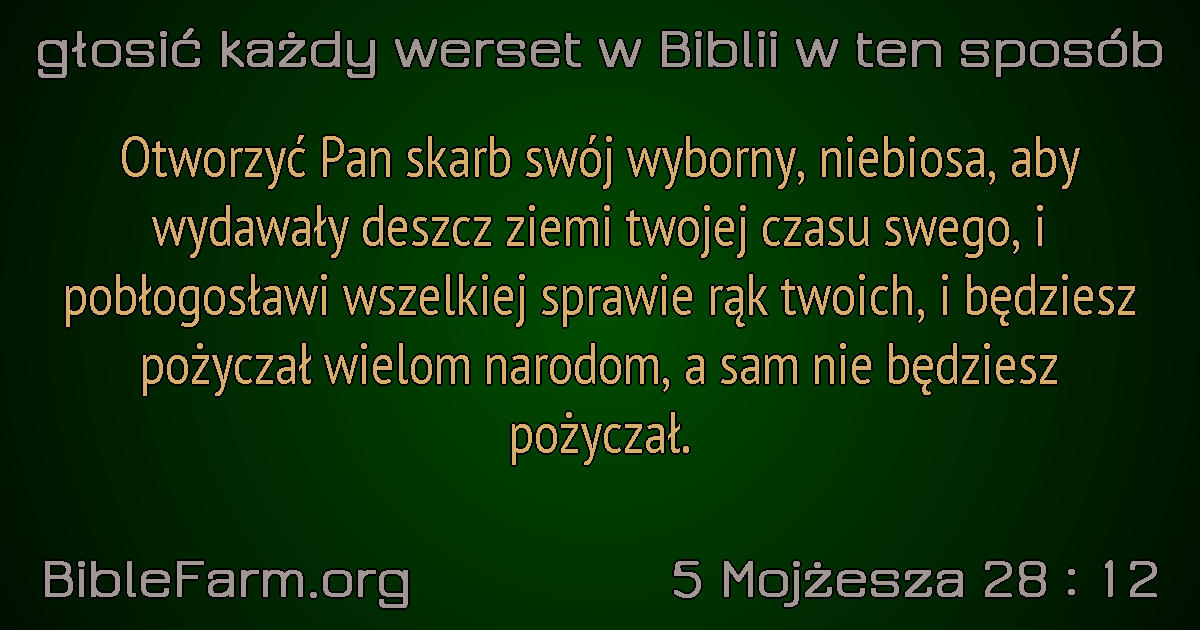 głosić każdy werset w Biblii w ten sposób
Otworzyć Pan skarb swój wyborny, niebiosa, aby
wydawały deszcz ziemi twojej czasu swego, i
pobłogosławi wszelkiej sprawie rąk twoich, i będziesz
pożyczał wielom narodom, a sam nie będziesz
pożyczał.
BibleFarm.org
5 Mojżesza 28 : 12